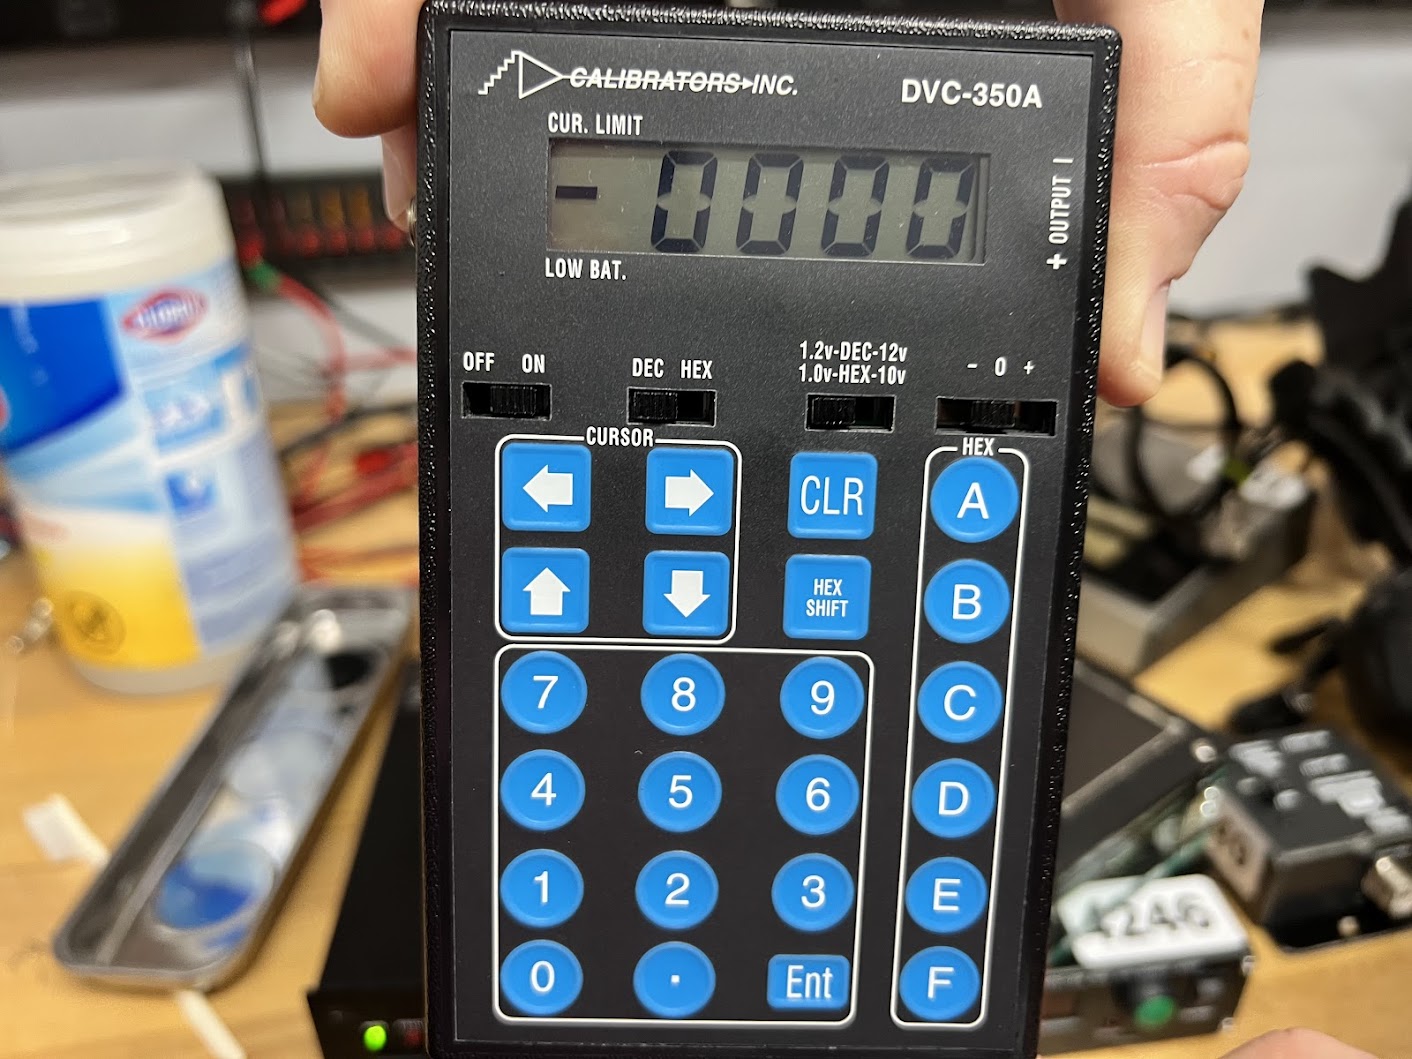 CALIBRATORS INC.
DVC-350A
CUR. LIMIT
- 0000
+ OUTPUT -
LOW BAT.
OFF ON
DEC HEX
1.2v-DEC-12v
1.0v-HEX-10v
- 0 +
CURSOR
HEX
CLR
A
HEX
SHIFT
B
7 8 9
C
4 5 6
D
1 2 3
E
0 . Ent
F
CLOROX
4246